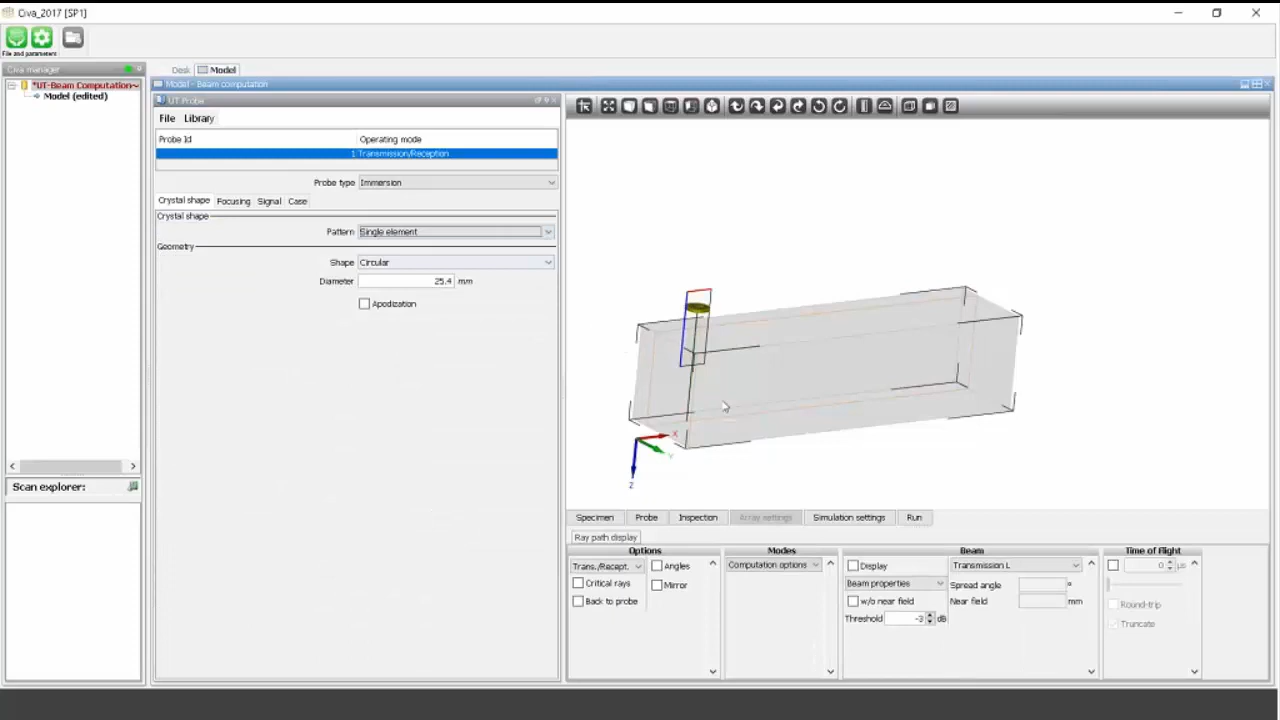 Civa_2017 [SP1]
File and parameters
Civa manager
*UT-Beam Computation~
Model (edited)
Scan explorer:
Desk Model
Model - Beam computation
UT Probe
File Library
Probe Id Operating mode
1 Transmission/Reception
Probe type Immersion
Crystal shape Focusing Signal Case
Crystal shape
Pattern Single element
Geometry
Shape Circular
Diameter 25.4 mm
Apodization
X
Y
Z
Specimen Probe Inspection Array settings Simulation settings Run
Ray path display
Options Modes Beam Time of Flight
Trans./Recept. Angles Computation options Display Transmission L 0 µs
Critical rays Mirror Beam properties Spread angle °
Back to probe w/o near field Near field mm Round-trip
Threshold -3 dB Truncate